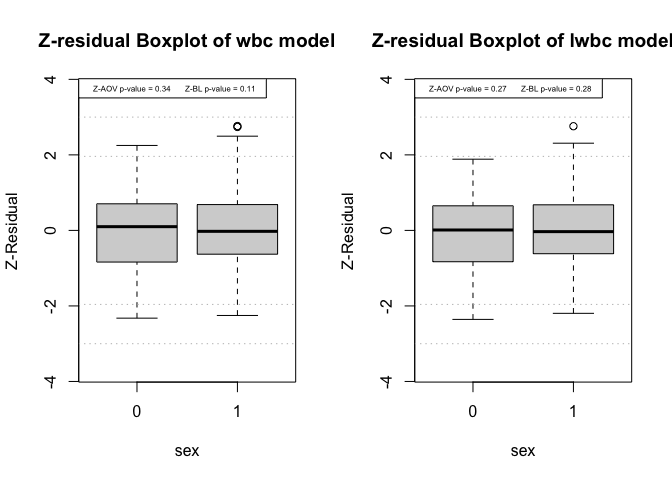 Z-residual Boxplot of wbc model
Z-AOV p-value = 0.34 Z-BL p-value = 0.11
4
2
0
-2
-4
Z-Residual
0 1
sex
Z-residual Boxplot of lwbc model
Z-AOV p-value = 0.27 Z-BL p-value = 0.28
4
2
0
-2
-4
Z-Residual
0 1
sex